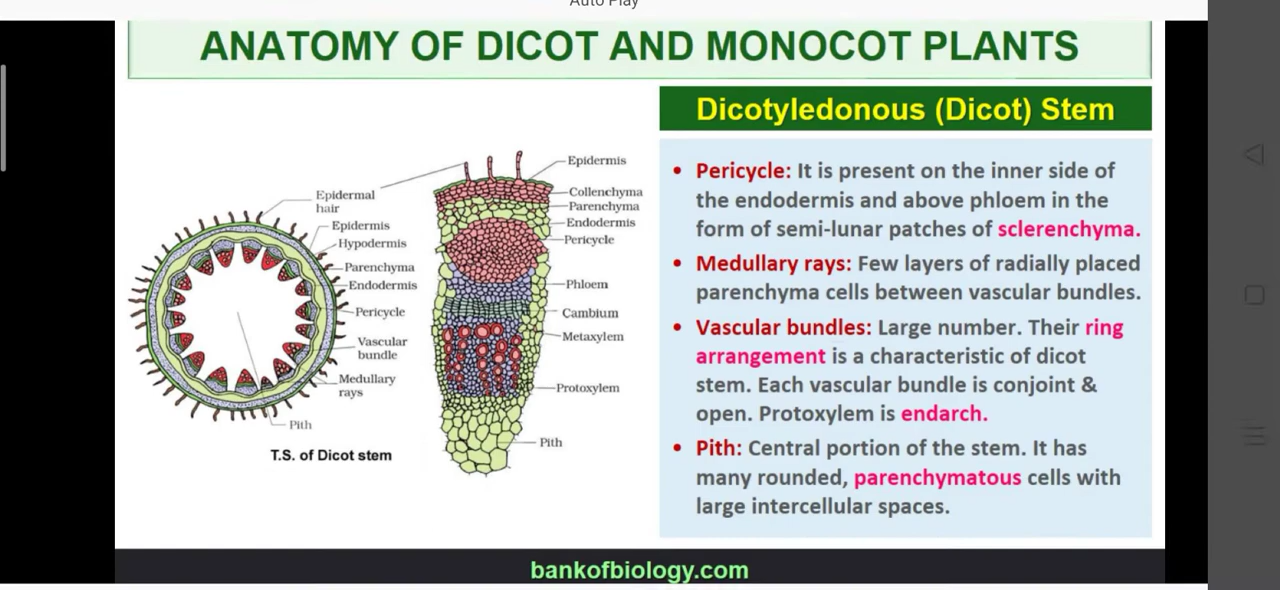 Auto Play
ANATOMY OF DICOT AND MONOCOT PLANTS
Epidermal
hair
Epidermis
Hypodermis
Parenchyma
Endodermis
Pericycle
Vascular
bundle
Medullary
rays
Pith
T.S. of Dicot stem
Epidermis
Collenchyma
Parenchyma
Endodermis
Pericycle
Phloem
Cambium
Metaxylem
Protoxylem
Pith
Dicotyledonous (Dicot) Stem
• Pericycle: It is present on the inner side of
the endodermis and above phloem in the
form of semi-lunar patches of sclerenchyma.
• Medullary rays: Few layers of radially placed
parenchyma cells between vascular bundles.
• Vascular bundles: Large number. Their ring
arrangement is a characteristic of dicot
stem. Each vascular bundle is conjoint &
open. Protoxylem is endarch.
• Pith: Central portion of the stem. It has
many rounded, parenchymatous cells with
large intercellular spaces.
bankofbiology.com